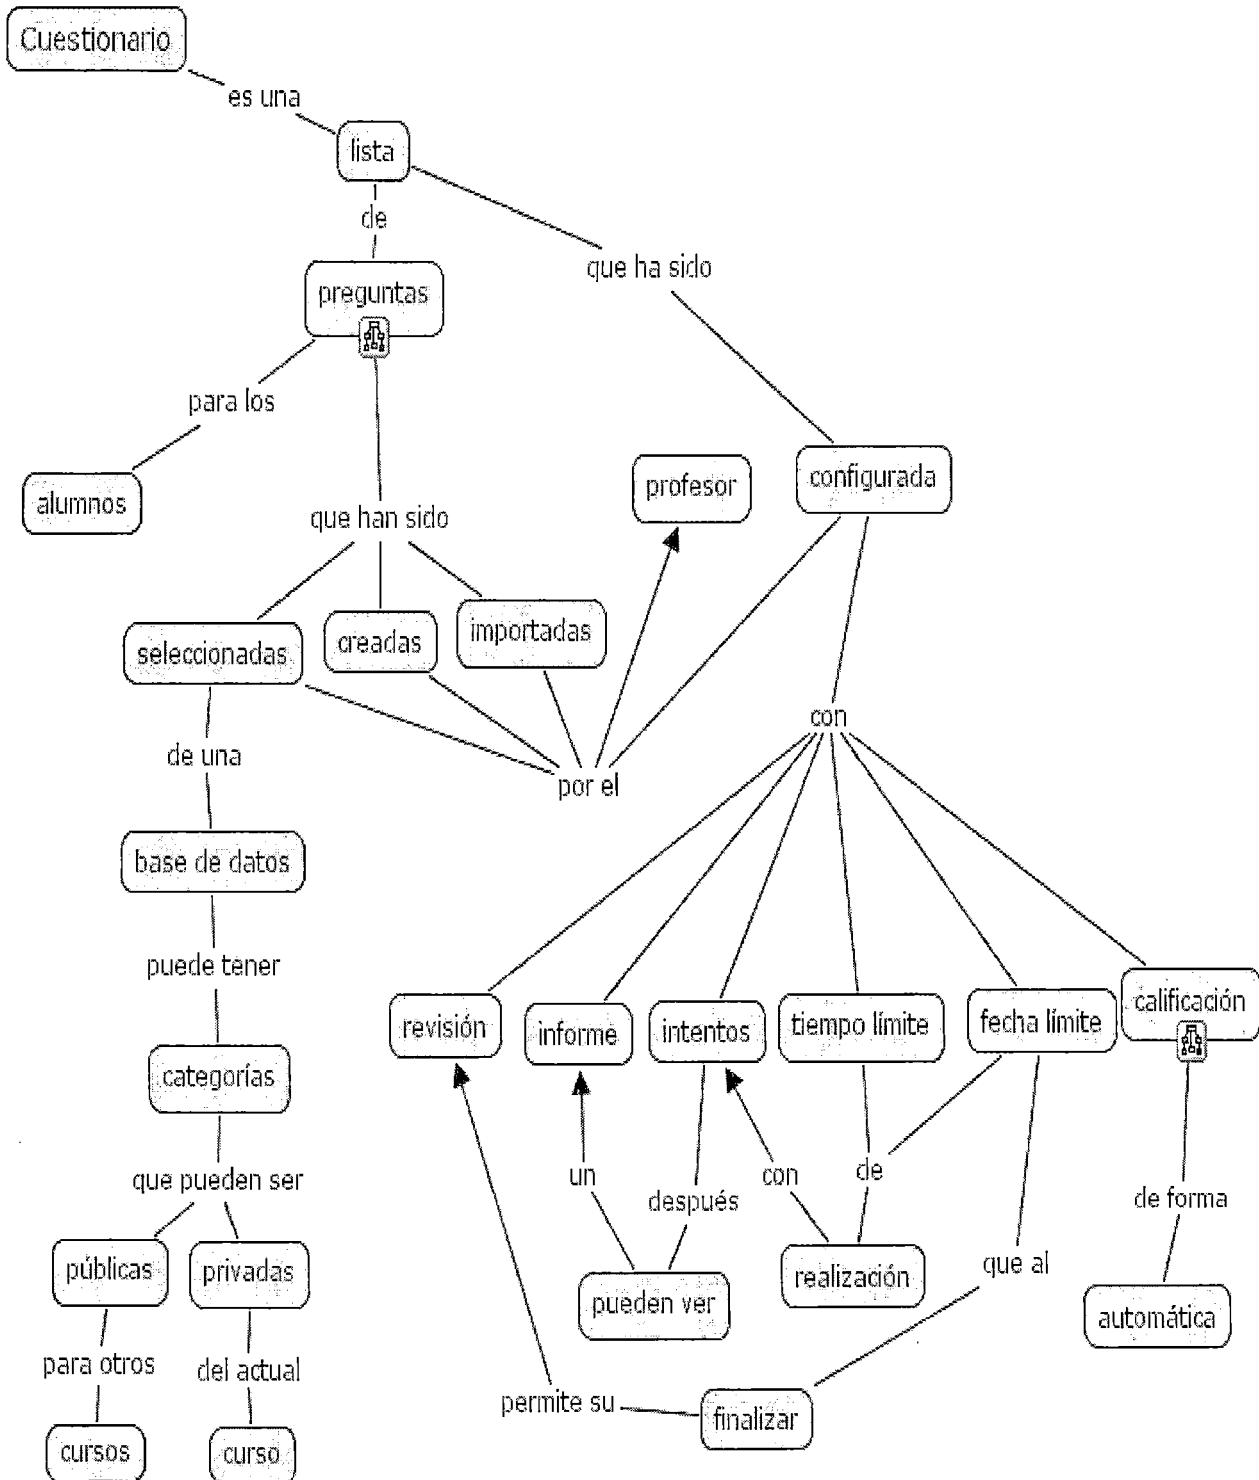 Cuestionario
es una
lista
de
que ha sido
preguntas
para los
alumnos
que han sido
profesor
configurada
seleccionadas
creadas
importadas
por el
con
de una
base de datos
puede tener
categorías
que pueden ser
públicas
privadas
para otros
del actual
cursos
curso
revisión
informe
intentos
tiempo límite
fecha límite
calificación
un
después
con
de
que al
de forma
pueden ver
realización
automática
permite su
finalizar